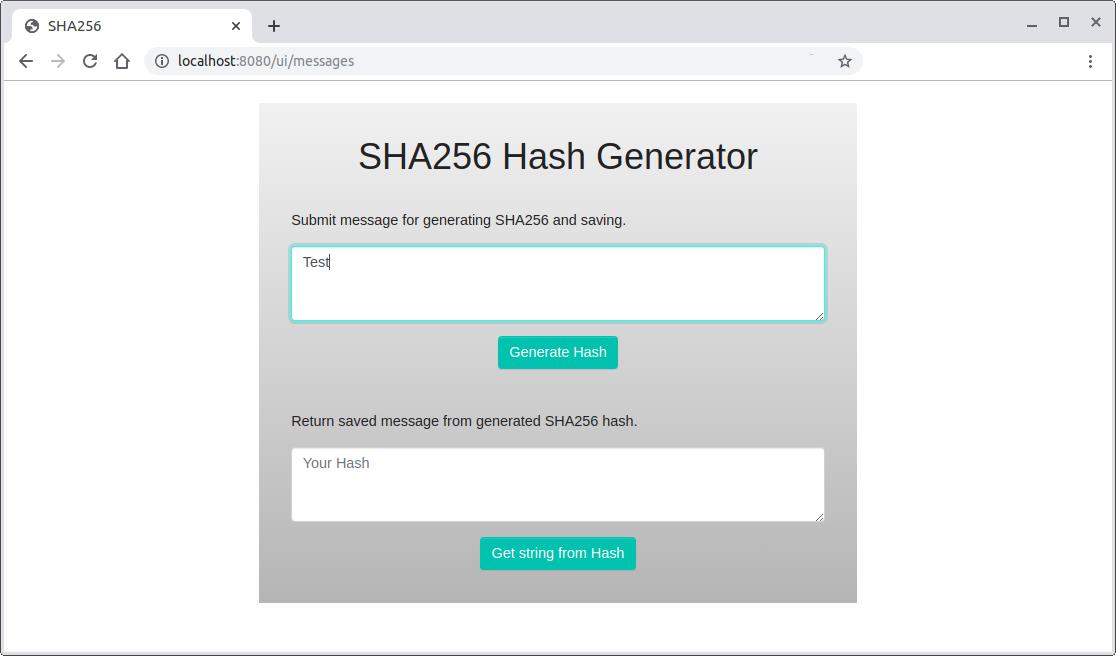 SHA256
localhost:8080/ui/messages
SHA256 Hash Generator
Submit message for generating SHA256 and saving.
Test
Generate Hash
Return saved message from generated SHA256 hash.
Your Hash
Get string from Hash